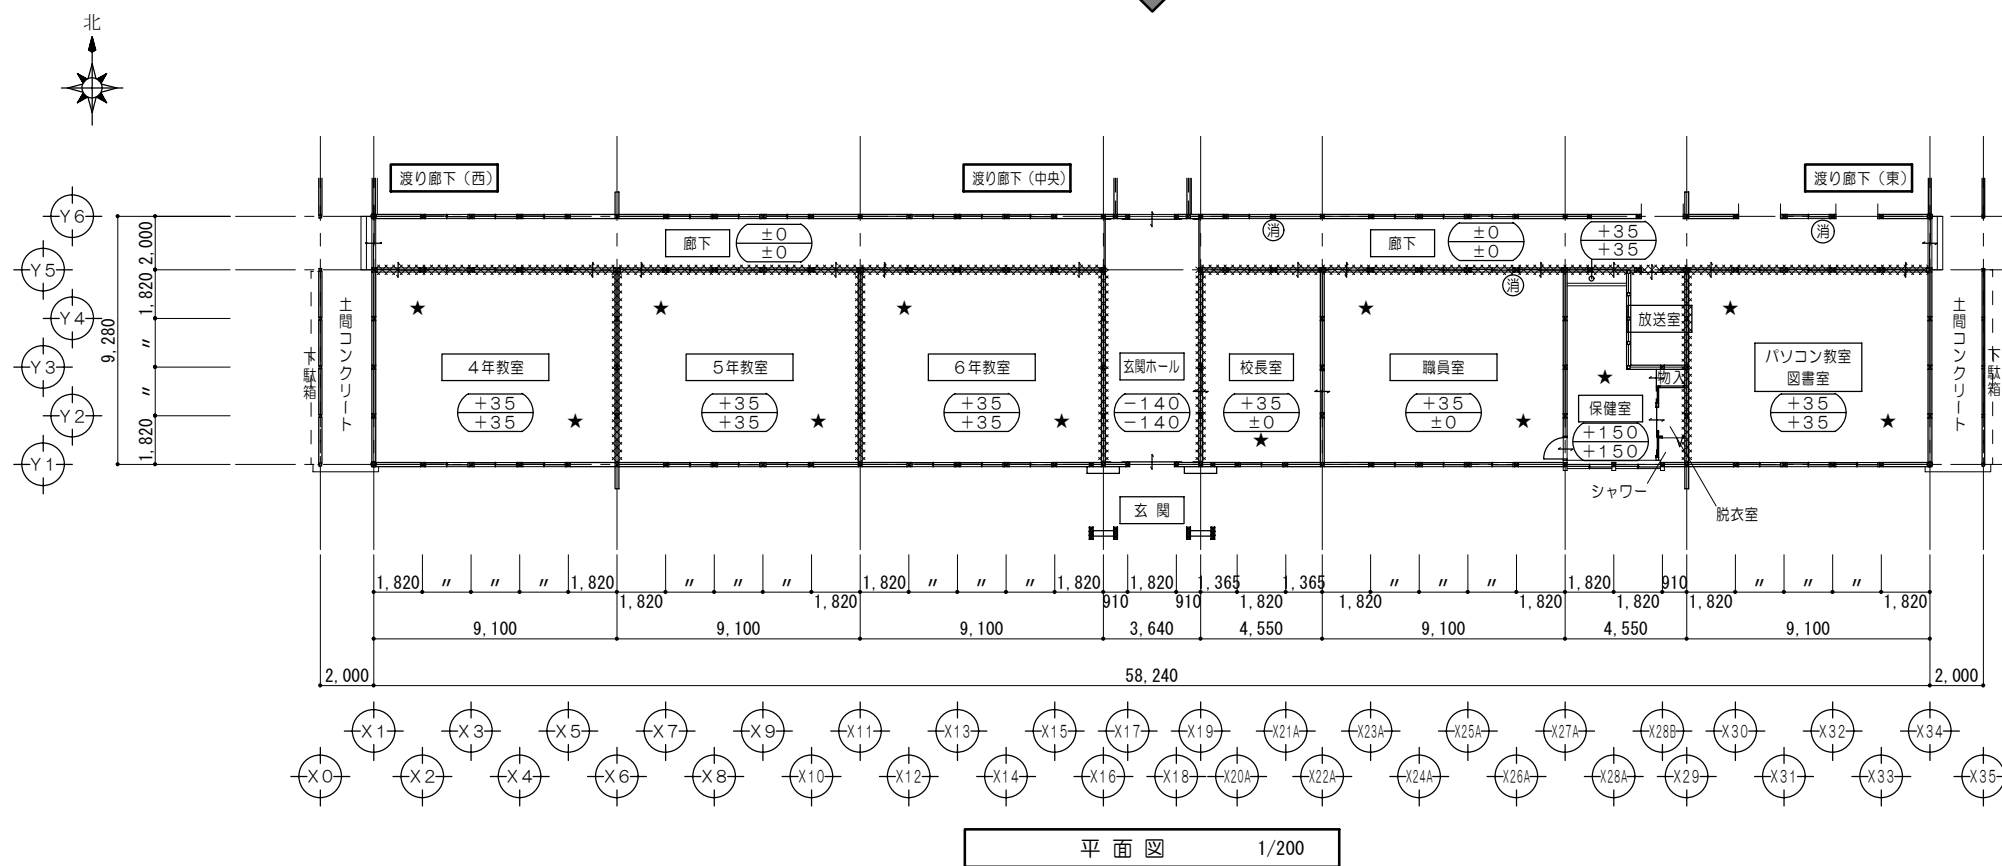 北
渡り廊下（西）
渡り廊下（中央）
渡り廊下（東）
Y6
Y5
Y4
Y3
Y2
Y1
2,000
1,820
〃
〃
1,820
9,280
廊下
±0
±0
消
廊下
±0
±0
+35
+35
消
消
下駄箱
土間コンクリート
★
★
4年教室
+35
+35
★
★
5年教室
+35
+35
★
★
6年教室
+35
+35
玄関ホール
-140
-140
校長室
+35
±0
★
★
★
職員室
+35
±0
放送室
物入
★
保健室
+150
+150
★
★
パソコン教室
図書室
+35
+35
土間コンクリート
下駄箱
シャワー
脱衣室
玄関
1,820 〃 〃 〃 1,820 〃 〃 〃 1,820 〃 〃 〃 1,820 1,820 1,365 1,365 〃 〃 〃 1,820 910 〃 〃 〃
1,820 1,820 910 910 1,820 1,820 1,820 1,820 1,820 1,820
9,100 9,100 9,100 3,640 4,550 9,100 4,550 9,100
2,000 58,240 2,000
X1 X3 X5 X7 X9 X11 X13 X15 X17 X19 X21A X23A X25A X27A X28B X30 X32 X34
X0 X2 X4 X6 X8 X10 X12 X14 X16 X18 X20A X22A X24A X26A X28A X29 X31 X33 X35
平面図 1/200